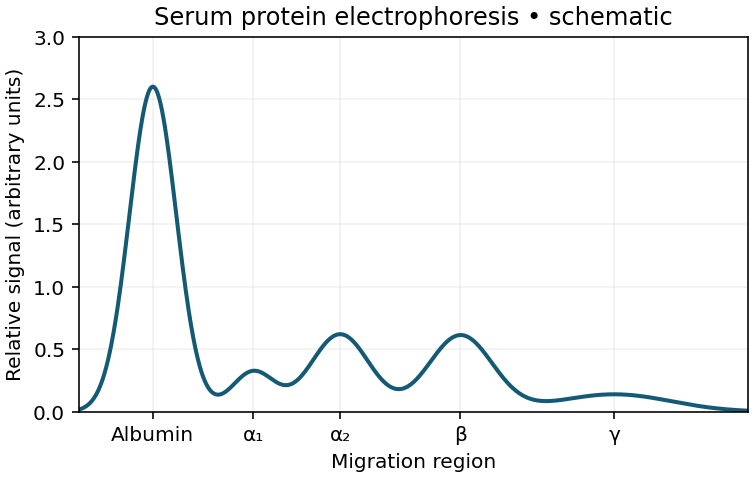 Serum protein electrophoresis • schematic
Relative signal (arbitrary units)
3.0
2.5
2.0
1.5
1.0
0.5
0.0
Albumin α₁ α₂ β γ
Migration region